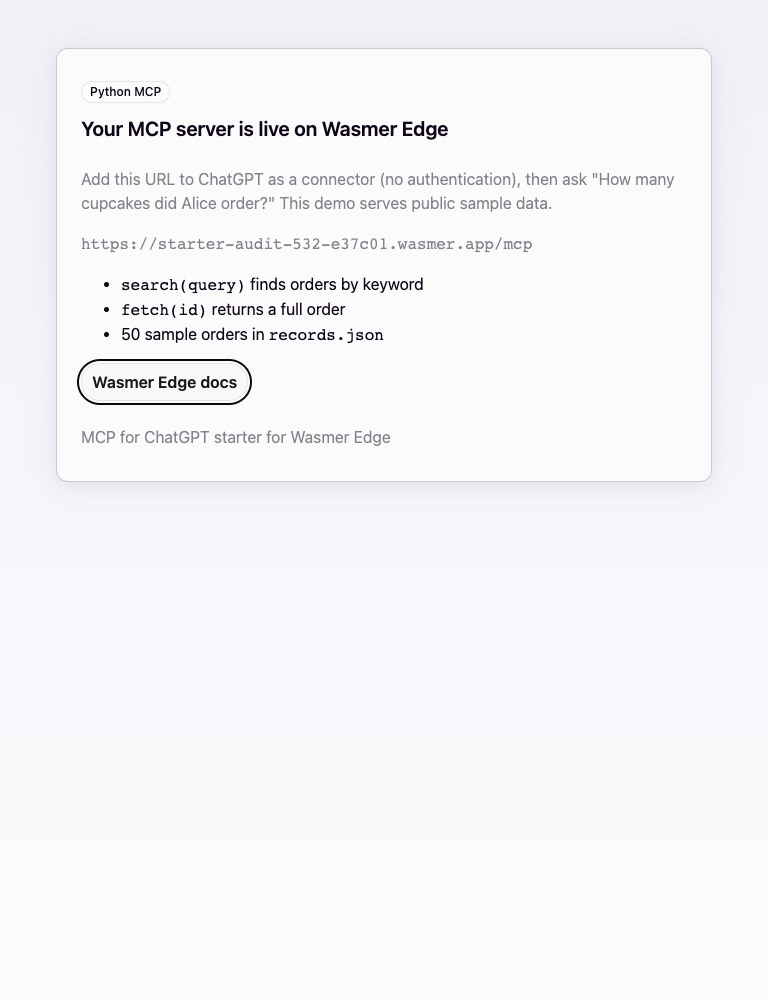 Python MCP
Your MCP server is live on Wasmer Edge
Add this URL to ChatGPT as a connector (no authentication), then ask "How many
cupcakes did Alice order?" This demo serves public sample data.
https://starter-audit-532-e37c01.wasmer.app/mcp
• search(query) finds orders by keyword
• fetch(id) returns a full order
• 50 sample orders in records.json
Wasmer Edge docs
MCP for ChatGPT starter for Wasmer Edge